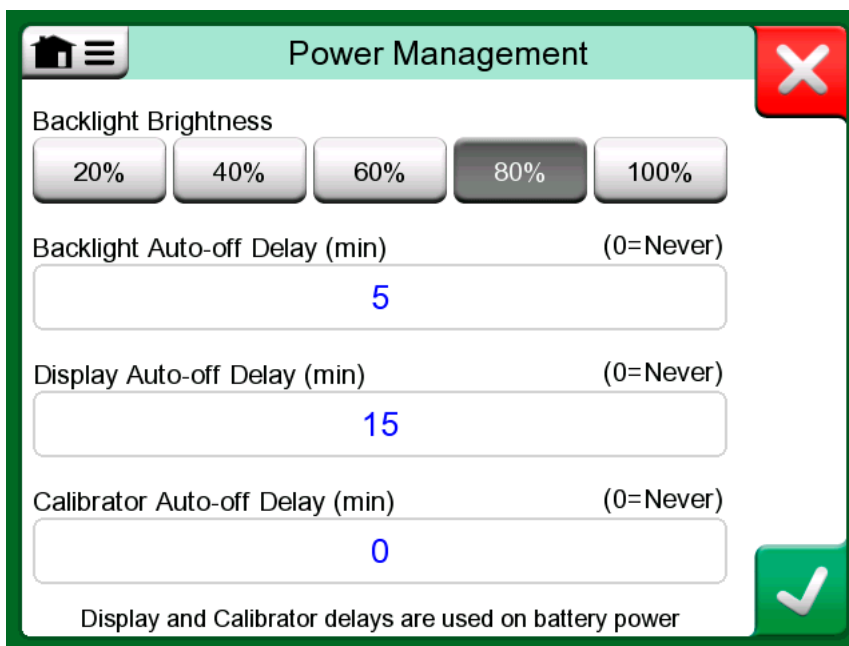 Power Management
Backlight Brightness
20% 40% 60% 80% 100%
Backlight Auto-off Delay (min) (0=Never)
5
Display Auto-off Delay (min) (0=Never)
15
Calibrator Auto-off Delay (min) (0=Never)
0
Display and Calibrator delays are used on battery power